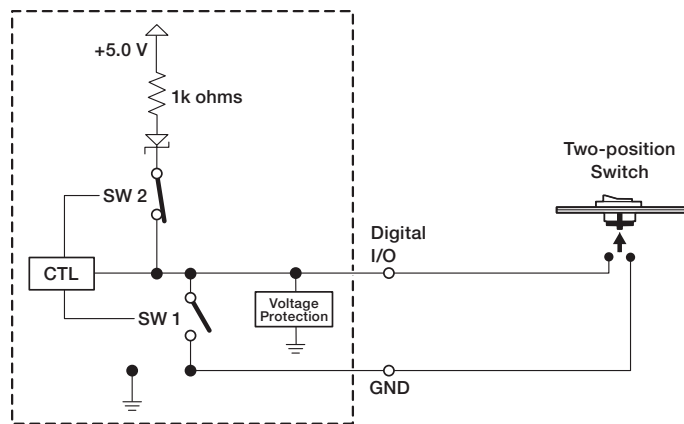 +5.0 V
1k ohms
Two-position
Switch
SW 2
Digital
I/O
CTL
Voltage
Protection
SW 1
GND